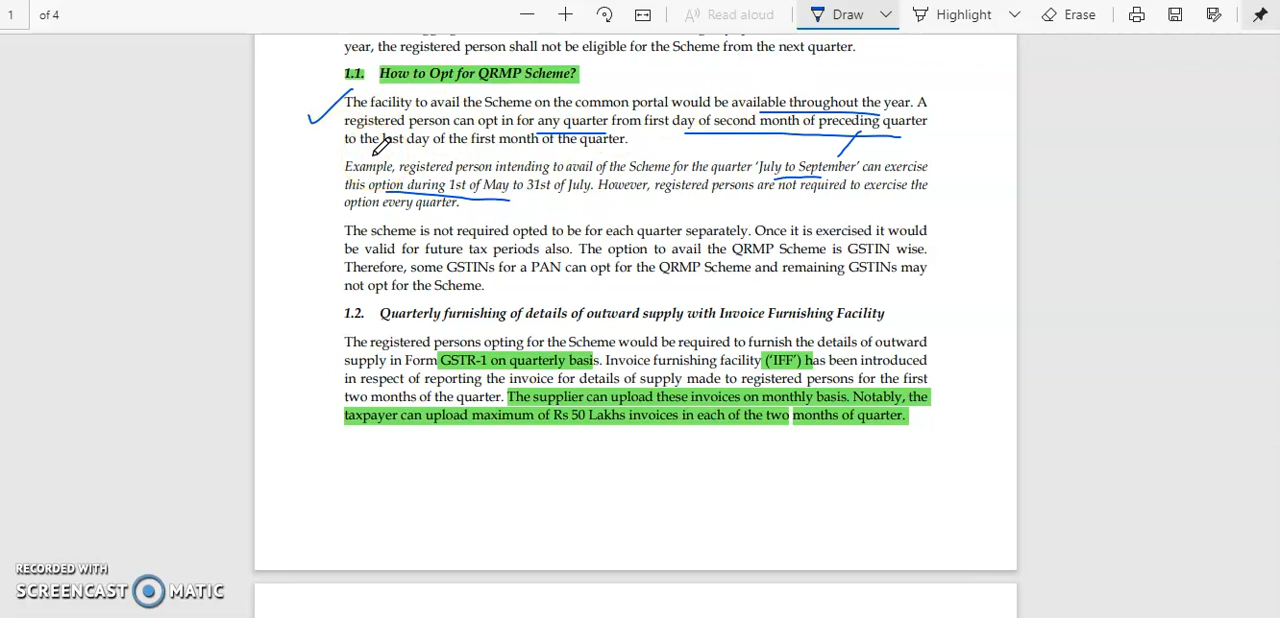 1
of 4
Read aloud
Draw
Highlight
Erase
year, the registered person shall not be eligible for the Scheme from the next quarter.
1.1. How to Opt for QRMP Scheme?
The facility to avail the Scheme on the common portal would be available throughout the year. A
registered person can opt in for any quarter from first day of second month of preceding quarter
to the last day of the first month of the quarter.
Example, registered person intending to avail of the Scheme for the quarter 'July to September' can exercise
this option during 1st of May to 31st of July. However, registered persons are not required to exercise the
option every quarter.
The scheme is not required opted to be for each quarter separately. Once it is exercised it would
be valid for future tax periods also. The option to avail the QRMP Scheme is GSTIN wise.
Therefore, some GSTINs for a PAN can opt for the QRMP Scheme and remaining GSTINs may
not opt for the Scheme.
1.2. Quarterly furnishing of details of outward supply with Invoice Furnishing Facility
The registered persons opting for the Scheme would be required to furnish the details of outward
supply in Form GSTR-1 on quarterly basis. Invoice furnishing facility ('IFF') has been introduced
in respect of reporting the invoice for details of supply made to registered persons for the first
two months of the quarter. The supplier can upload these invoices on monthly basis. Notably, the
taxpayer can upload maximum of Rs 50 Lakhs invoices in each of the two months of quarter.
RECORDED WITH
SCREENCAST MATIC